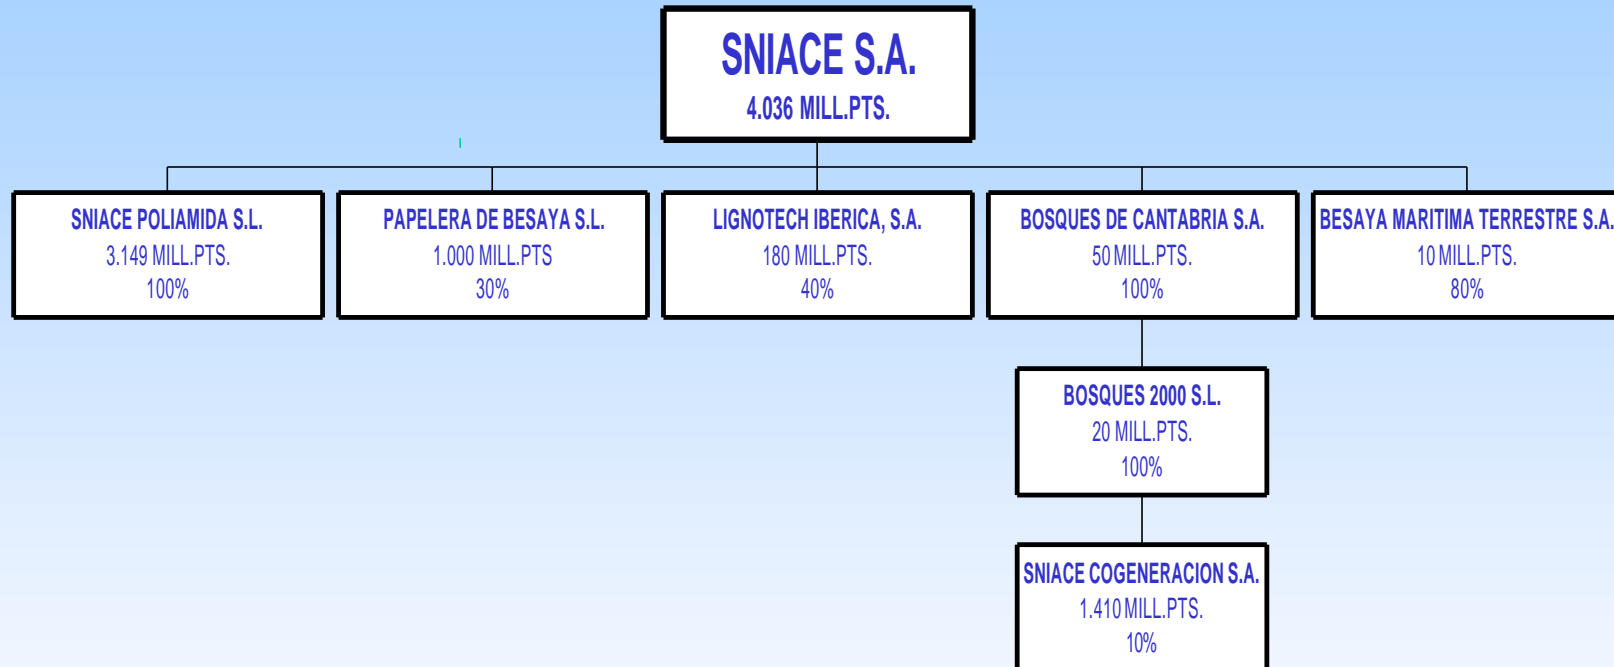 SNIACE S.A.
4.036 MILL.PTS.
SNIACE POLIAMIDA S.L.
3.149 MILL.PTS.
100%
PAPELERA DE BESAYA S.L.
1.000 MILL.PTS
30%
LIGNOTECH IBERICA, S.A.
180 MILL.PTS.
40%
BOSQUES DE CANTABRIA S.A.
50 MILL.PTS.
100%
BESAYA MARITIMA TERRESTRE S.A.
10 MILL.PTS.
80%
BOSQUES 2000 S.L.
20 MILL.PTS.
100%
SNIACE COGENERACION S.A.
1.410 MILL.PTS.
10%